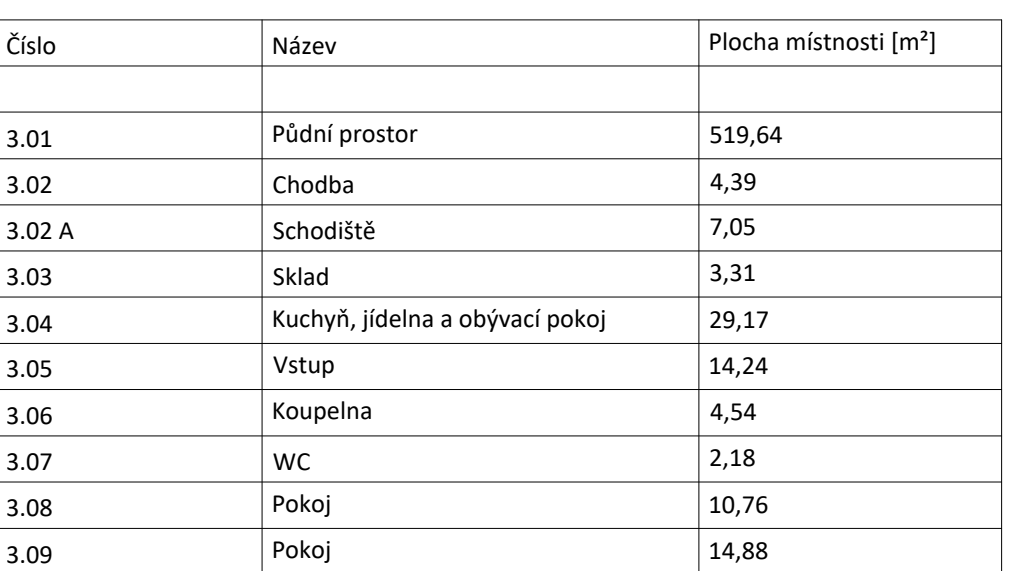 Číslo Název Plocha místnosti [m²]
3.01 Půdní prostor 519,64
3.02 Chodba 4,39
3.02 A Schodiště 7,05
3.03 Sklad 3,31
3.04 Kuchyň, jídelna a obývací pokoj 29,17
3.05 Vstup 14,24
3.06 Koupelna 4,54
3.07 WC 2,18
3.08 Pokoj 10,76
3.09 Pokoj 14,88